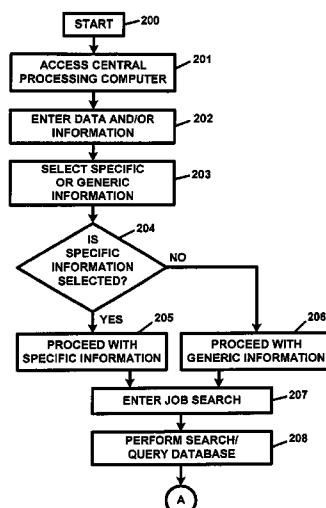 START
200
ACCESS CENTRAL
PROCESSING COMPUTER
201
ENTER DATA AND/OR
INFORMATION
202
SELECT SPECIFIC
OR GENERIC
INFORMATION
203
IS
SPECIFIC
INFORMATION
SELECTED?
204
NO
YES
205
PROCEED WITH
SPECIFIC INFORMATION
206
PROCEED WITH
GENERIC INFORMATION
ENTER JOB SEARCH
207
PERFORM SEARCH/
QUERY DATABASE
208
A